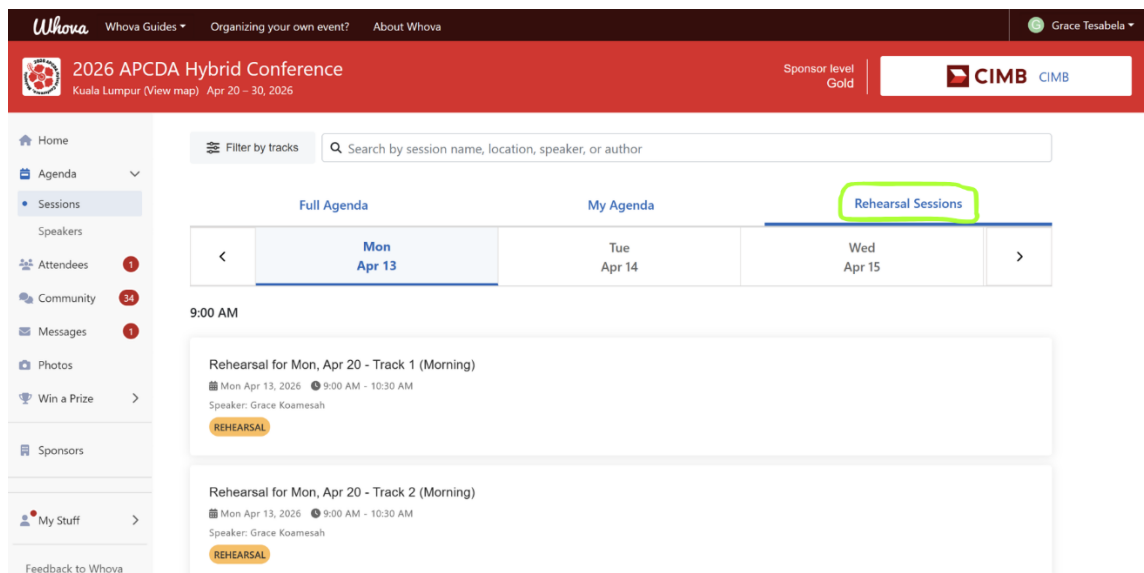 Whova Whova Guides Organizing your own event? About Whova G Grace Tesabela
2026 APCDA Hybrid Conference
Kuala Lumpur (View map) Apr 20 – 30, 2026
Sponsor level
Gold
CIMB CIMB
Home
Agenda
Sessions
Speakers
Attendees 1
Community 34
Messages 1
Photos
Win a Prize
Sponsors
My Stuff
Feedback to Whova
Filter by tracks
Search by session name, location, speaker, or author
Full Agenda My Agenda Rehearsal Sessions
Mon
Apr 13
Tue
Apr 14
Wed
Apr 15
9:00 AM
Rehearsal for Mon, Apr 20 - Track 1 (Morning)
Mon Apr 13, 2026 9:00 AM - 10:30 AM
Speaker: Grace Koamesah
REHEARSAL
Rehearsal for Mon, Apr 20 - Track 2 (Morning)
Mon Apr 13, 2026 9:00 AM - 10:30 AM
Speaker: Grace Koamesah
REHEARSAL